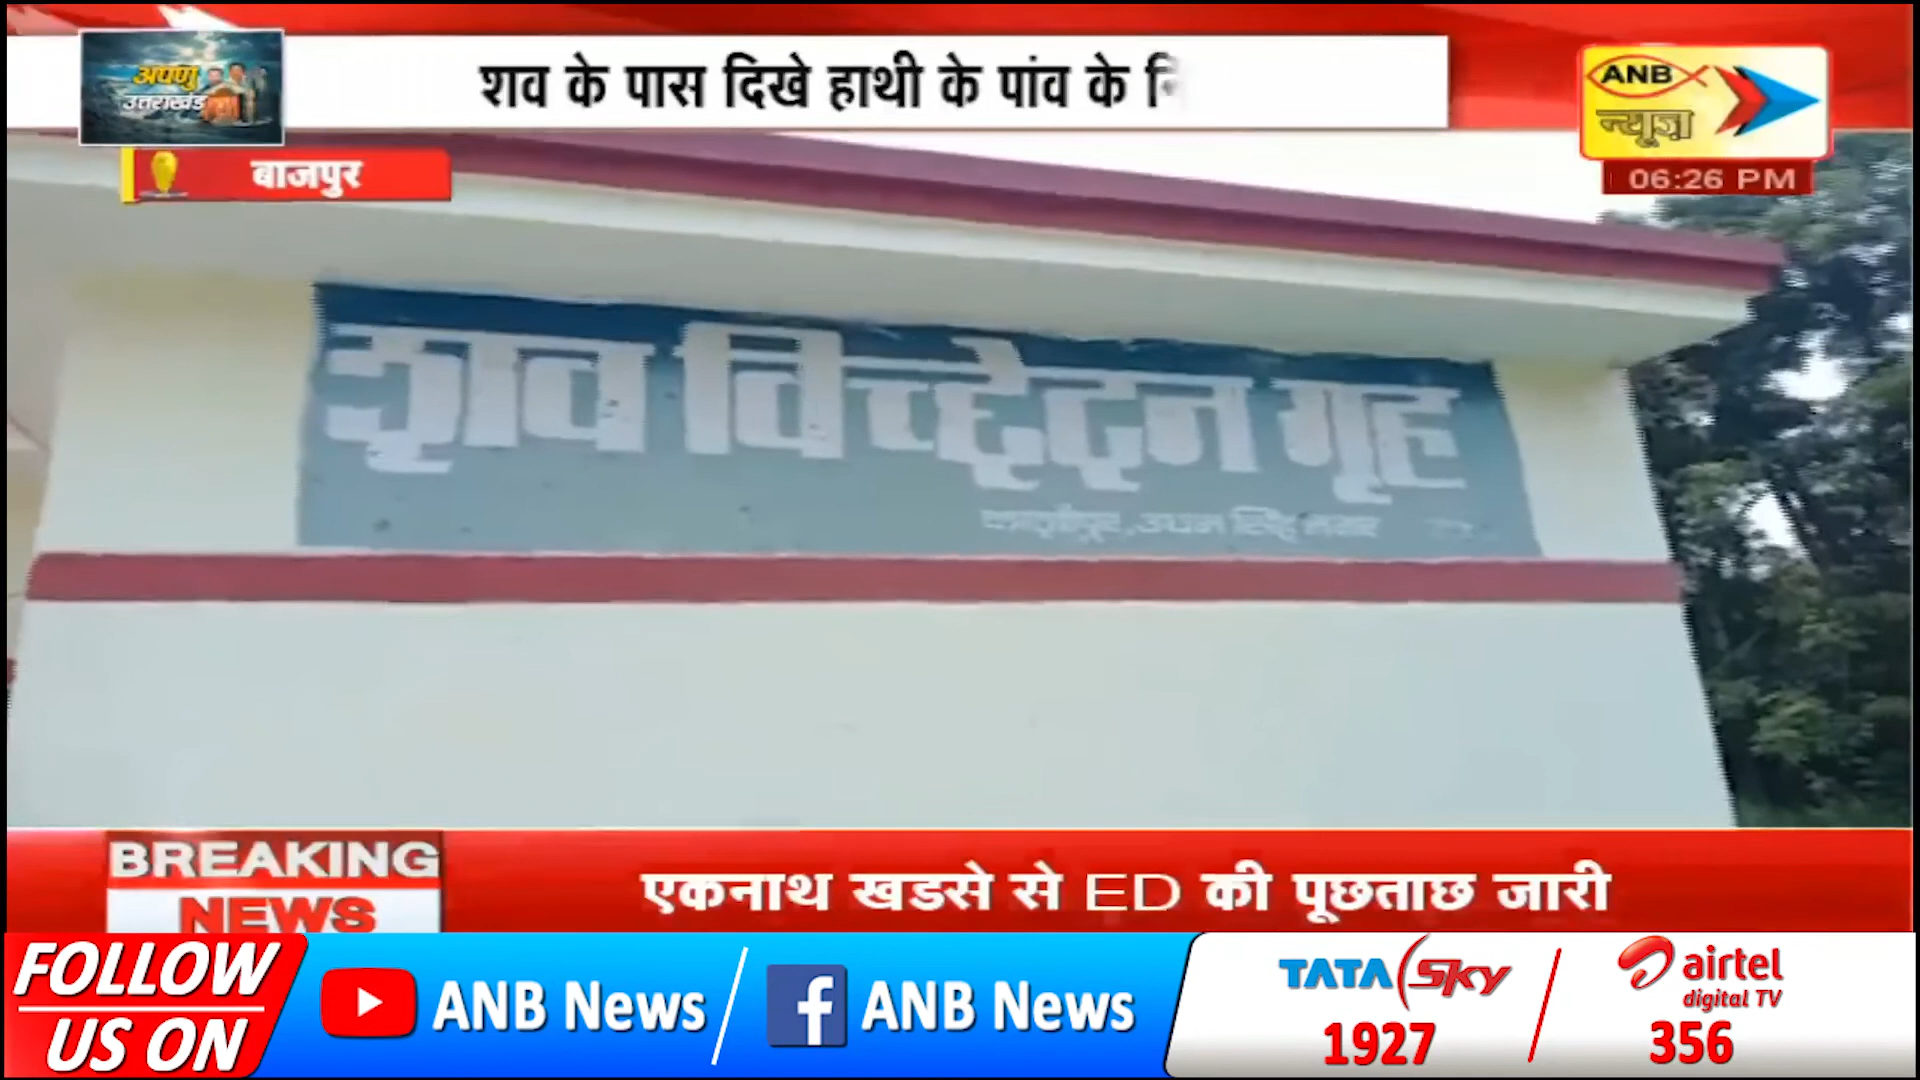 शव के पास दिखे हाथी के पांव के
अपणु
उत्तराखंड
ANB
न्यूज़
06:26 PM
बाजपुर
शव विच्छेदन गृह
BREAKING
NEWS
एकनाथ खडसे से ED की पूछताछ जारी
FOLLOW
US ON
ANB News
f ANB News
TATA Sky
1927
airtel
digital TV
356